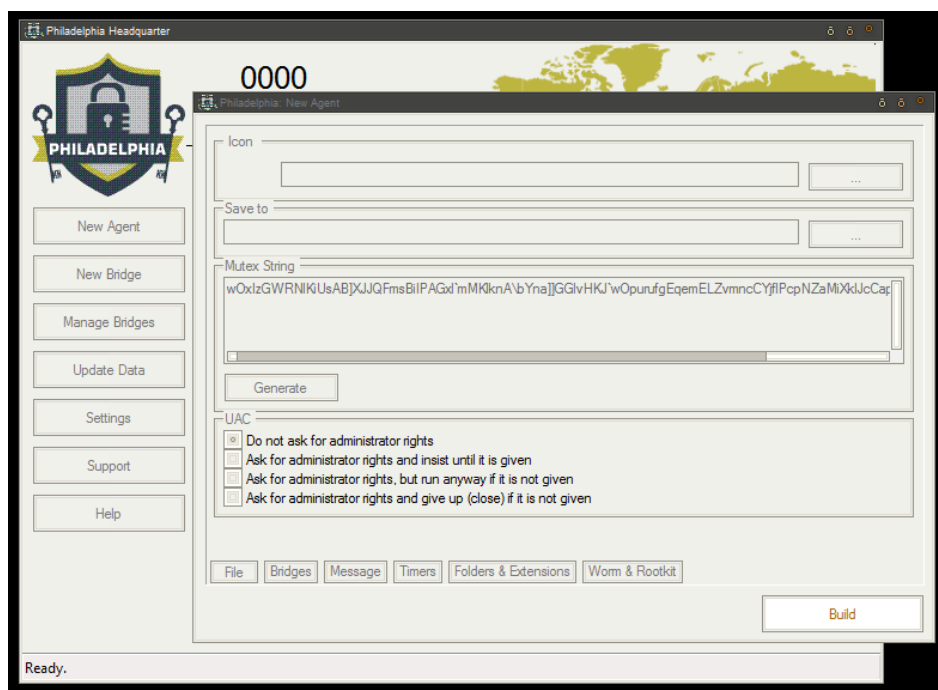 Philadelphia Headquarter
0000
PHILADELPHIA
New Agent
New Bridge
Manage Bridges
Update Data
Settings
Support
Help
Ready.
Philadelphia: New Agent
Icon
...
Save to
...
Mutex String
Generate
UAC
Do not ask for administrator rights
Ask for administrator rights and insist until it is given
Ask for administrator rights, but run anyway if it is not given
Ask for administrator rights and give up (close) if it is not given
File Bridges Message Timers Folders & Extensions Worm & Rootkit
Build